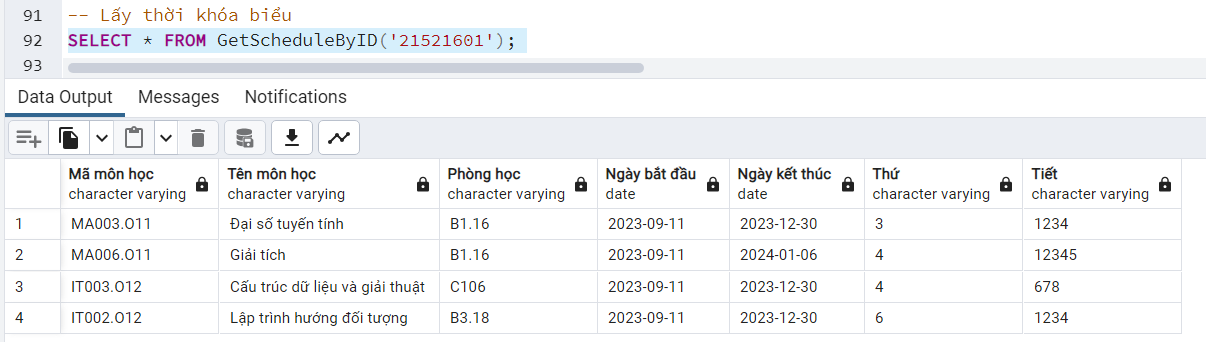 91 -- Lấy thời khóa biểu
92 SELECT * FROM GetScheduleByID('21521601');
93
Data Output Messages Notifications
Mã môn học Tên môn học Phòng học Ngày bắt đầu Ngày kết thúc Thứ Tiết
character varying character varying character varying date date character varying character varying
1 MA003.O11 Đại số tuyến tính B1.16 2023-09-11 2023-12-30 3 1234
2 MA006.O11 Giải tích B1.16 2023-09-11 2024-01-06 4 12345
3 IT003.O12 Cấu trúc dữ liệu và giải thuật C106 2023-09-11 2023-12-30 4 678
4 IT002.O12 Lập trình hướng đối tượng B3.18 2023-09-11 2023-12-30 6 1234